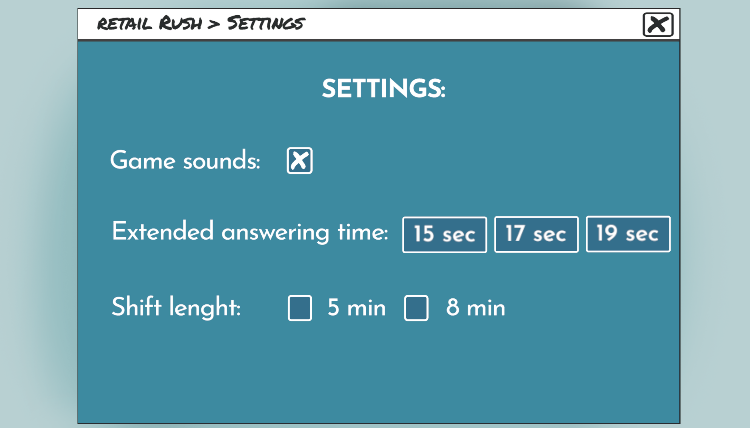 RETAIL RUSH > SETTINGS
SETTINGS:
Game sounds:
Extended answering time: 15 sec 17 sec 19 sec
Shift lenght: 5 min 8 min